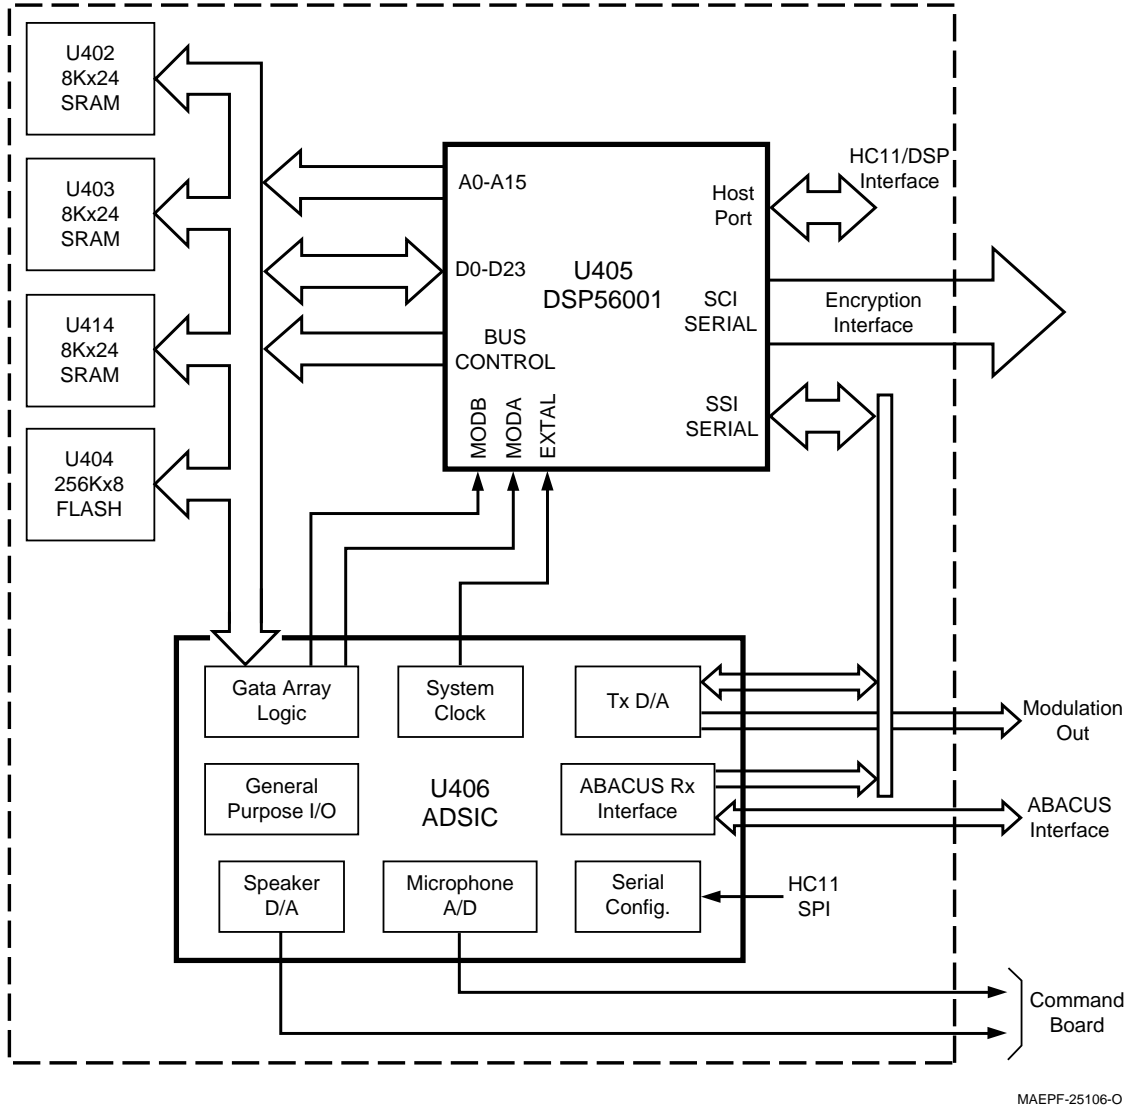 U402
8Kx24
SRAM
U403
8Kx24
SRAM
U414
8Kx24
SRAM
U404
256Kx8
FLASH
A0-A15
D0-D23
BUS
CONTROL
MODB
MODA
EXTAL
U405
DSP56001
Host
Port
SCI
SERIAL
SSI
SERIAL
HC11/DSP
Interface
Encryption
Interface
Gata Array
Logic
System
Clock
Tx D/A
General
Purpose I/O
U406
ADSIC
ABACUS Rx
Interface
Speaker
D/A
Microphone
A/D
Serial
Config.
HC11
SPI
Modulation
Out
ABACUS
Interface
Command
Board
MAEPF-25106-O